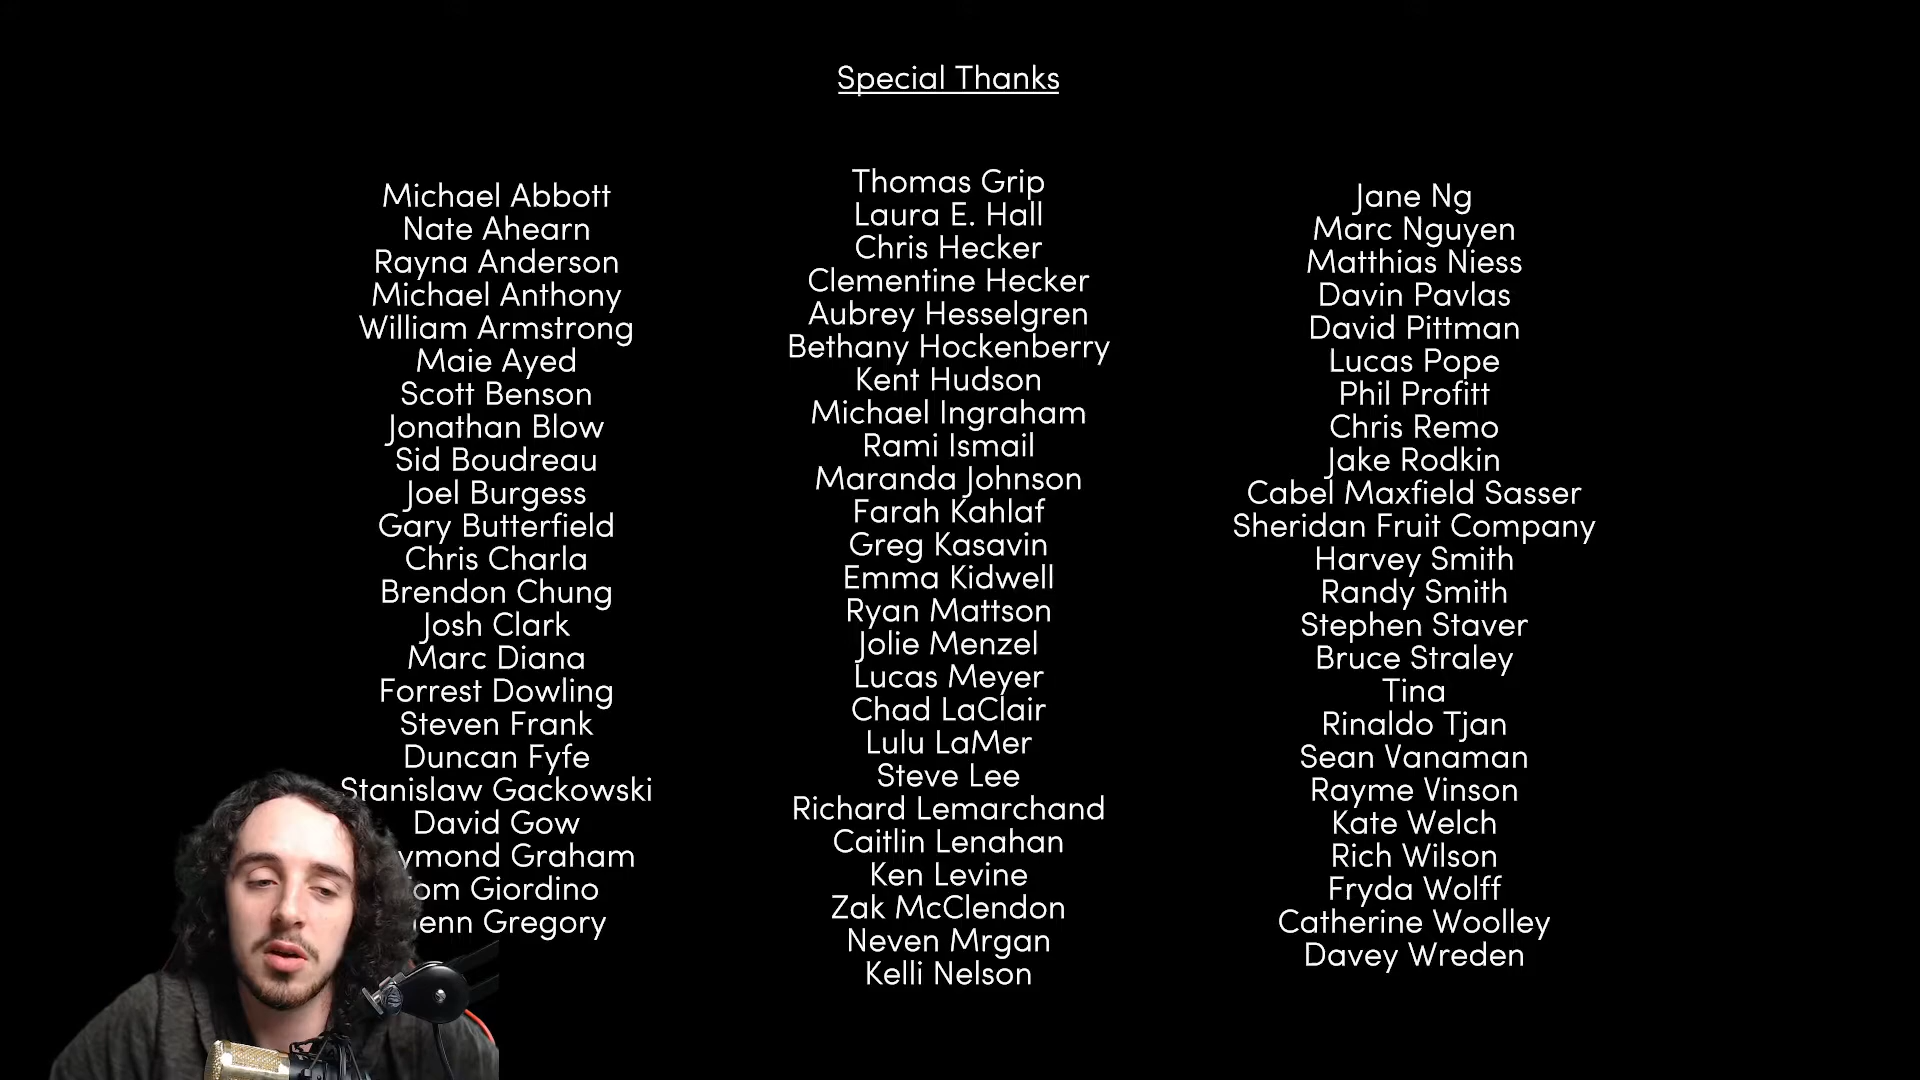 Special Thanks
Michael Abbott
Nate Ahearn
Rayna Anderson
Michael Anthony
William Armstrong
Maie Ayed
Scott Benson
Jonathan Blow
Sid Boudreau
Joel Burgess
Gary Butterfield
Chris Charla
Brendon Chung
Josh Clark
Marc Diana
Forrest Dowling
Steven Frank
Duncan Fyfe
Stanislaw Gackowski
David Gow
Graham
Giordino
Gregory
Thomas Grip
Laura E. Hall
Chris Hecker
Clementine Hecker
Aubrey Hesselgren
Bethany Hockenberry
Kent Hudson
Michael Ingraham
Rami Ismail
Maranda Johnson
Farah Kahlaf
Greg Kasavin
Emma Kidwell
Ryan Mattson
Jolie Menzel
Lucas Meyer
Chad LaClair
Lulu LaMer
Steve Lee
Richard Lemarchand
Caitlin Lenahan
Ken Levine
Zak McClendon
Neven Mrgan
Kelli Nelson
Jane Ng
Marc Nguyen
Matthias Niess
Davin Pavlas
David Pittman
Lucas Pope
Phil Profitt
Chris Remo
Jake Rodkin
Cabel Maxfield Sasser
Sheridan Fruit Company
Harvey Smith
Randy Smith
Stephen Staver
Bruce Straley
Tina
Rinaldo Tjan
Sean Vanaman
Rayme Vinson
Kate Welch
Rich Wilson
Fryda Wolff
Catherine Woolley
Davey Wreden